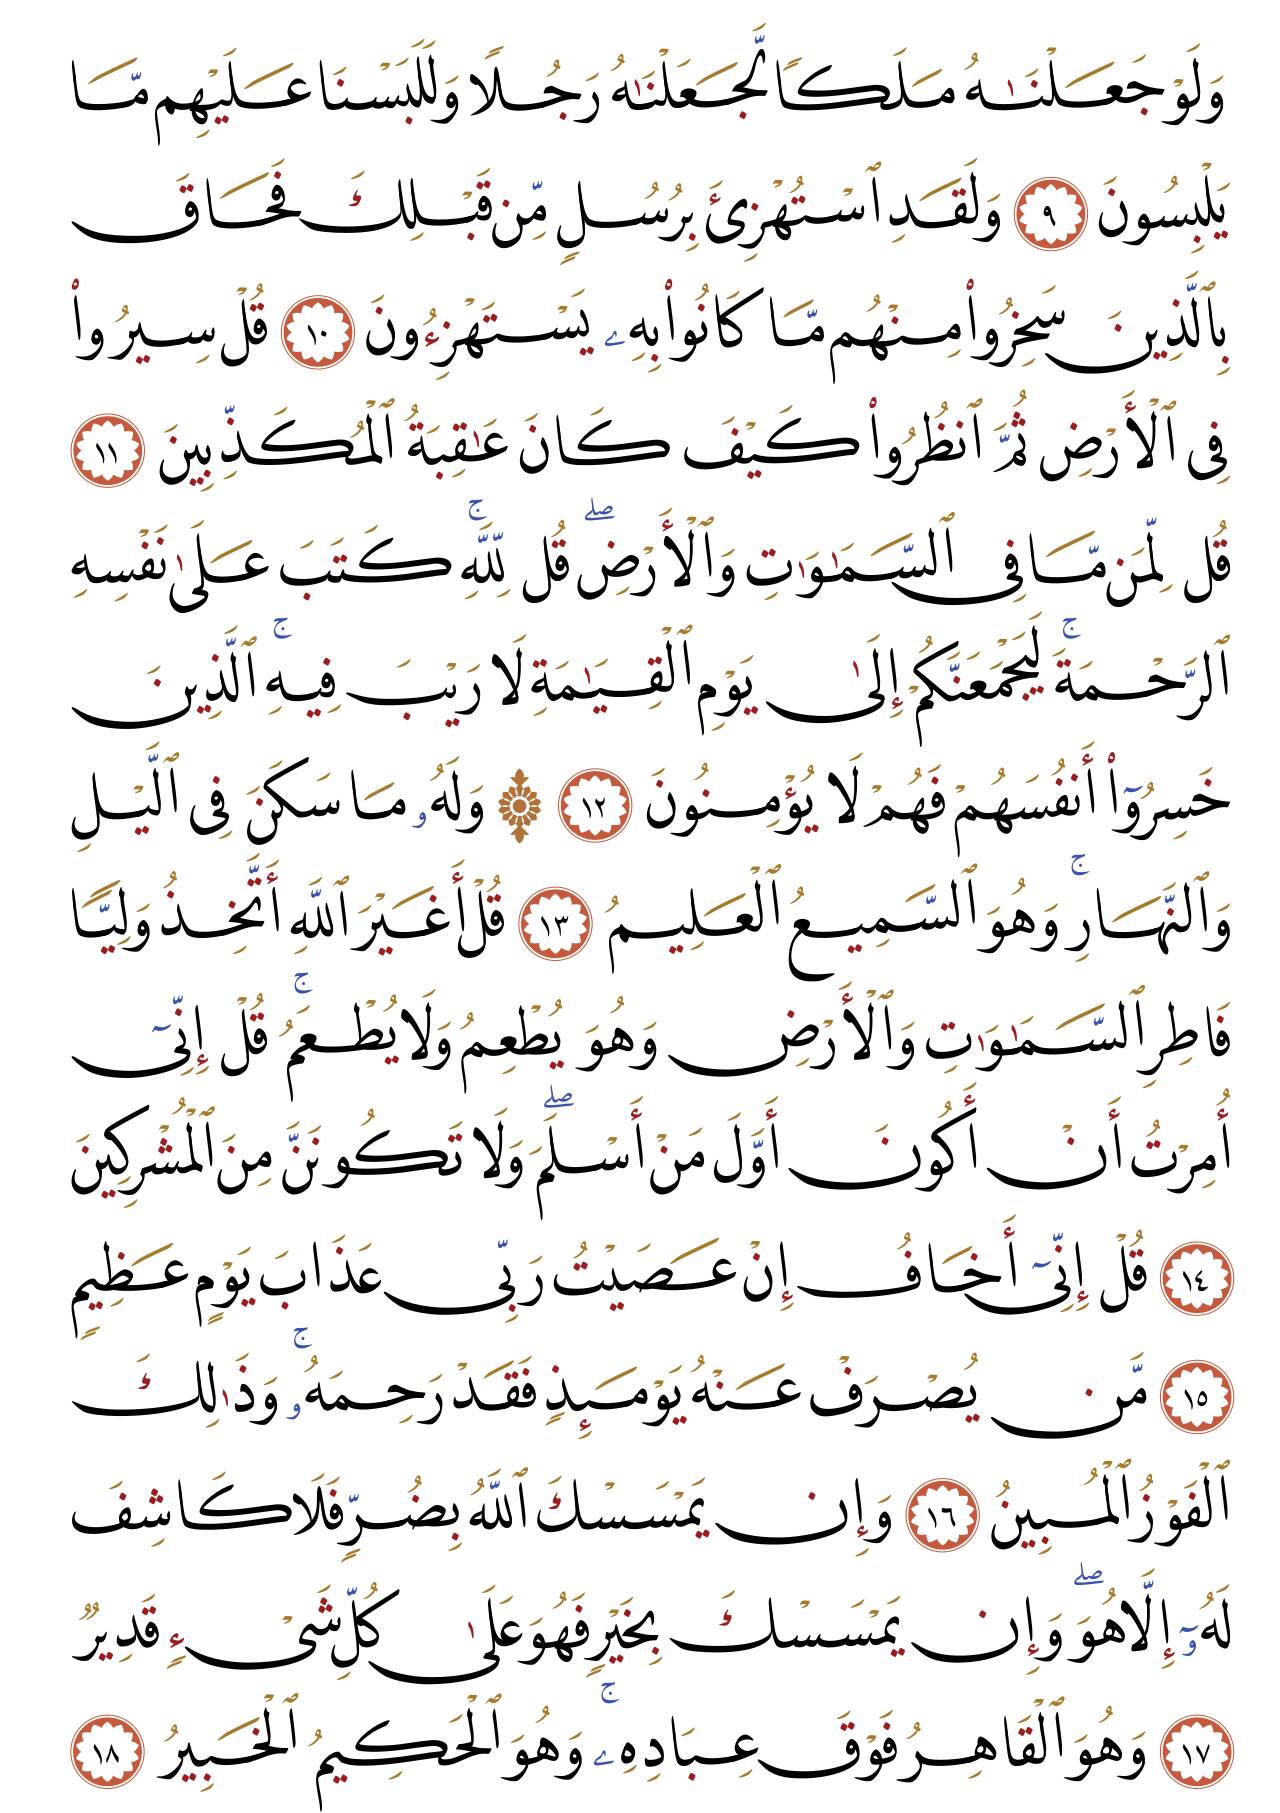 وَلَوْ جَعَلْنَٰهُ مَلَكًا لَّجَعَلْنَٰهُ رَجُلًا وَلَلَبَسْنَا عَلَيْهِم مَّا
يَلْبِسُونَ ٩ وَلَقَدِ ٱسْتُهْزِئَ بِرُسُلٍ مِّن قَبْلِكَ فَحَاقَ
بِٱلَّذِينَ سَخِرُوا۟ مِنْهُم مَّا كَانُوا۟ بِهِۦ يَسْتَهْزِءُونَ ١٠ قُلْ سِيرُوا۟
فِى ٱلْأَرْضِ ثُمَّ ٱنظُرُوا۟ كَيْفَ كَانَ عَٰقِبَةُ ٱلْمُكَذِّبِينَ ١١
قُل لِّمَن مَّا فِى ٱلسَّمَٰوَٰتِ وَٱلْأَرْضِۖ قُل لِّلَّهِۚ كَتَبَ عَلَىٰ نَفْسِهِ
ٱلرَّحْمَةَۚ لَيَجْمَعَنَّكُمْ إِلَىٰ يَوْمِ ٱلْقِيَٰمَةِ لَا رَيْبَ فِيهِۚ ٱلَّذِينَ
خَسِرُوٓا۟ أَنفُسَهُمْ فَهُمْ لَا يُؤْمِنُونَ ١٢ ۞ وَلَهُۥ مَا سَكَنَ فِى ٱلَّيْلِ
وَٱلنَّهَارِۚ وَهُوَ ٱلسَّمِيعُ ٱلْعَلِيمُ ١٣ قُلْ أَغَيْرَ ٱللَّهِ أَتَّخِذُ وَلِيًّا
فَاطِرِ ٱلسَّمَٰوَٰتِ وَٱلْأَرْضِ وَهُوَ يُطْعِمُ وَلَا يُطْعَمُۚ قُلْ إِنِّىٓ
أُمِرْتُ أَنْ أَكُونَ أَوَّلَ مَنْ أَسْلَمَۖ وَلَا تَكُونَنَّ مِنَ ٱلْمُشْرِكِينَ
١٤ قُلْ إِنِّىٓ أَخَافُ إِنْ عَصَيْتُ رَبِّى عَذَابَ يَوْمٍ عَظِيمٍ
١٥ مَّن يُصْرَفْ عَنْهُ يَوْمَئِذٍ فَقَدْ رَحِمَهُۥۚ وَذَٰلِكَ
ٱلْفَوْزُ ٱلْمُبِينُ ١٦ وَإِن يَمْسَسْكَ ٱللَّهُ بِضُرٍّ فَلَا كَاشِفَ
لَهُۥٓ إِلَّا هُوَۖ وَإِن يَمْسَسْكَ بِخَيْرٍ فَهُوَ عَلَىٰ كُلِّ شَىْءٍ قَدِيرٌ
١٧ وَهُوَ ٱلْقَاهِرُ فَوْقَ عِبَادِهِۦۚ وَهُوَ ٱلْحَكِيمُ ٱلْخَبِيرُ ١٨